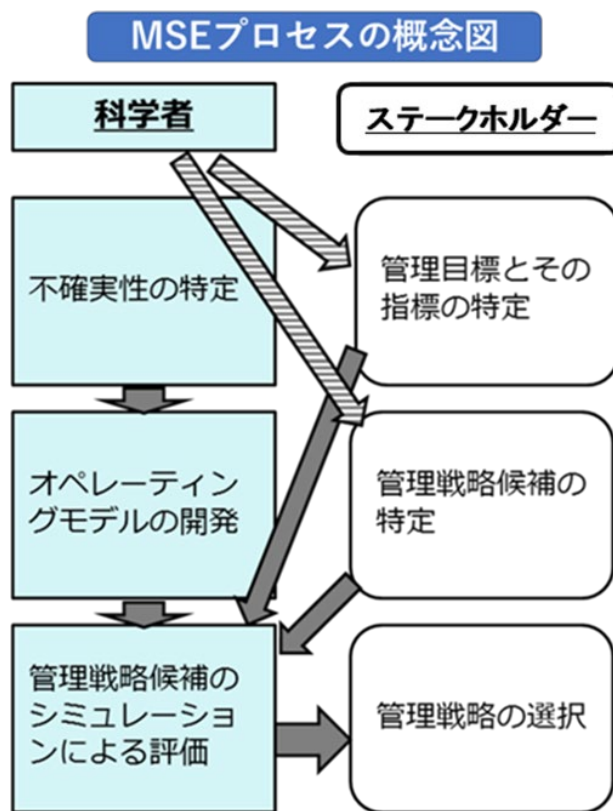 MSEプロセスの概念図
科学者
ステークホルダー
不確実性の特定
管理目標とその
指標の特定
オペレーティン
グモデルの開発
管理戦略候補の
特定
管理戦略候補の
シミュレーショ
ンによる評価
管理戦略の選択